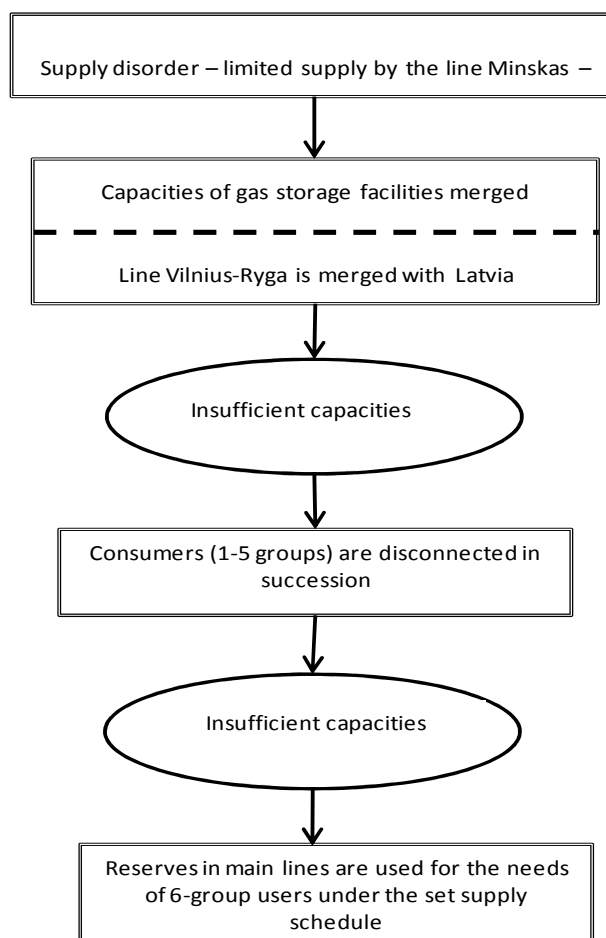 Supply disorder – limited supply by the line Minskas –
Capacities of gas storage facilities merged
Line Vilnius-Ryga is merged with Latvia
Insufficient capacities
Consumers (1-5 groups) are disconnected in
succession
Insufficient capacities
Reserves in main lines are used for the needs
of 6-group users under the set supply
schedule